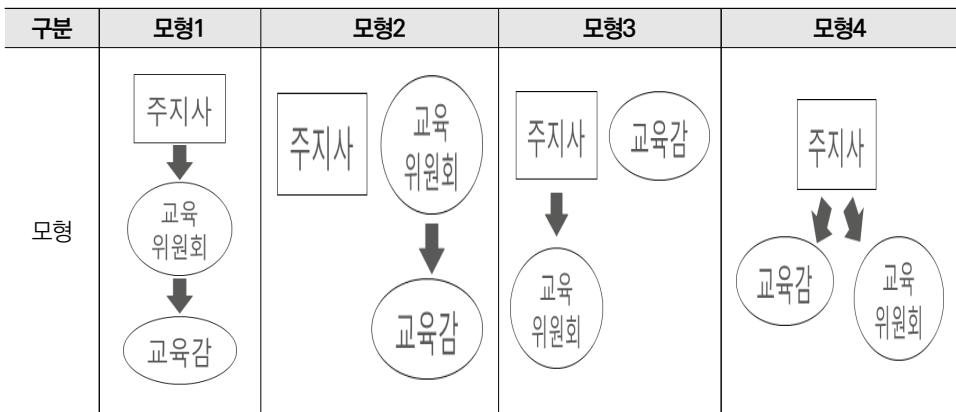 구분 모형1 모형2 모형3 모형4
모형
주지사
교육
위원회
교육감
주지사
교육
위원회
교육감
주지사
교육감
교육
위원회
주지사
교육감
교육
위원회